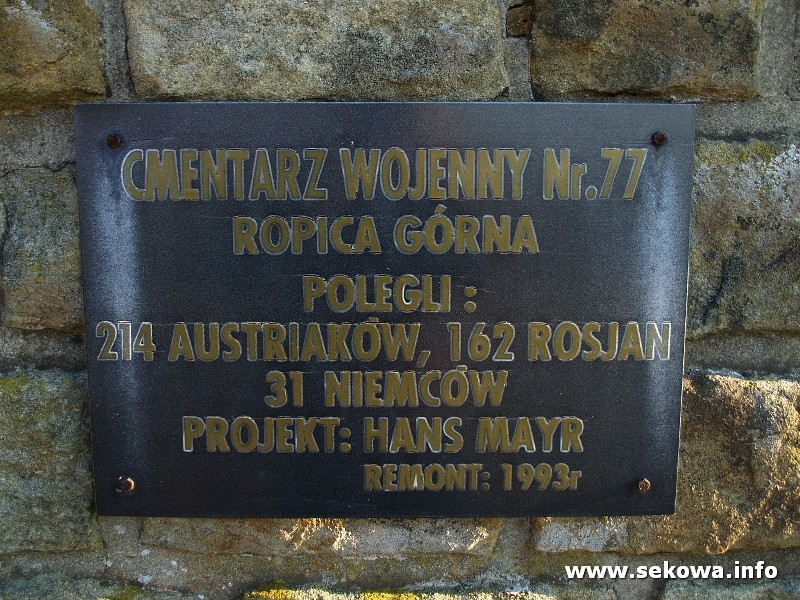 CMENTARZ WOJENNY Nr.77
ROPICA GÓRNA
POLEGLI :
214 AUSTRIAKÓW, 162 ROSJAN
31 NIEMCÓW
PROJEKT: HANS MAYR
REMONT: 1993r
www.sekowa.info